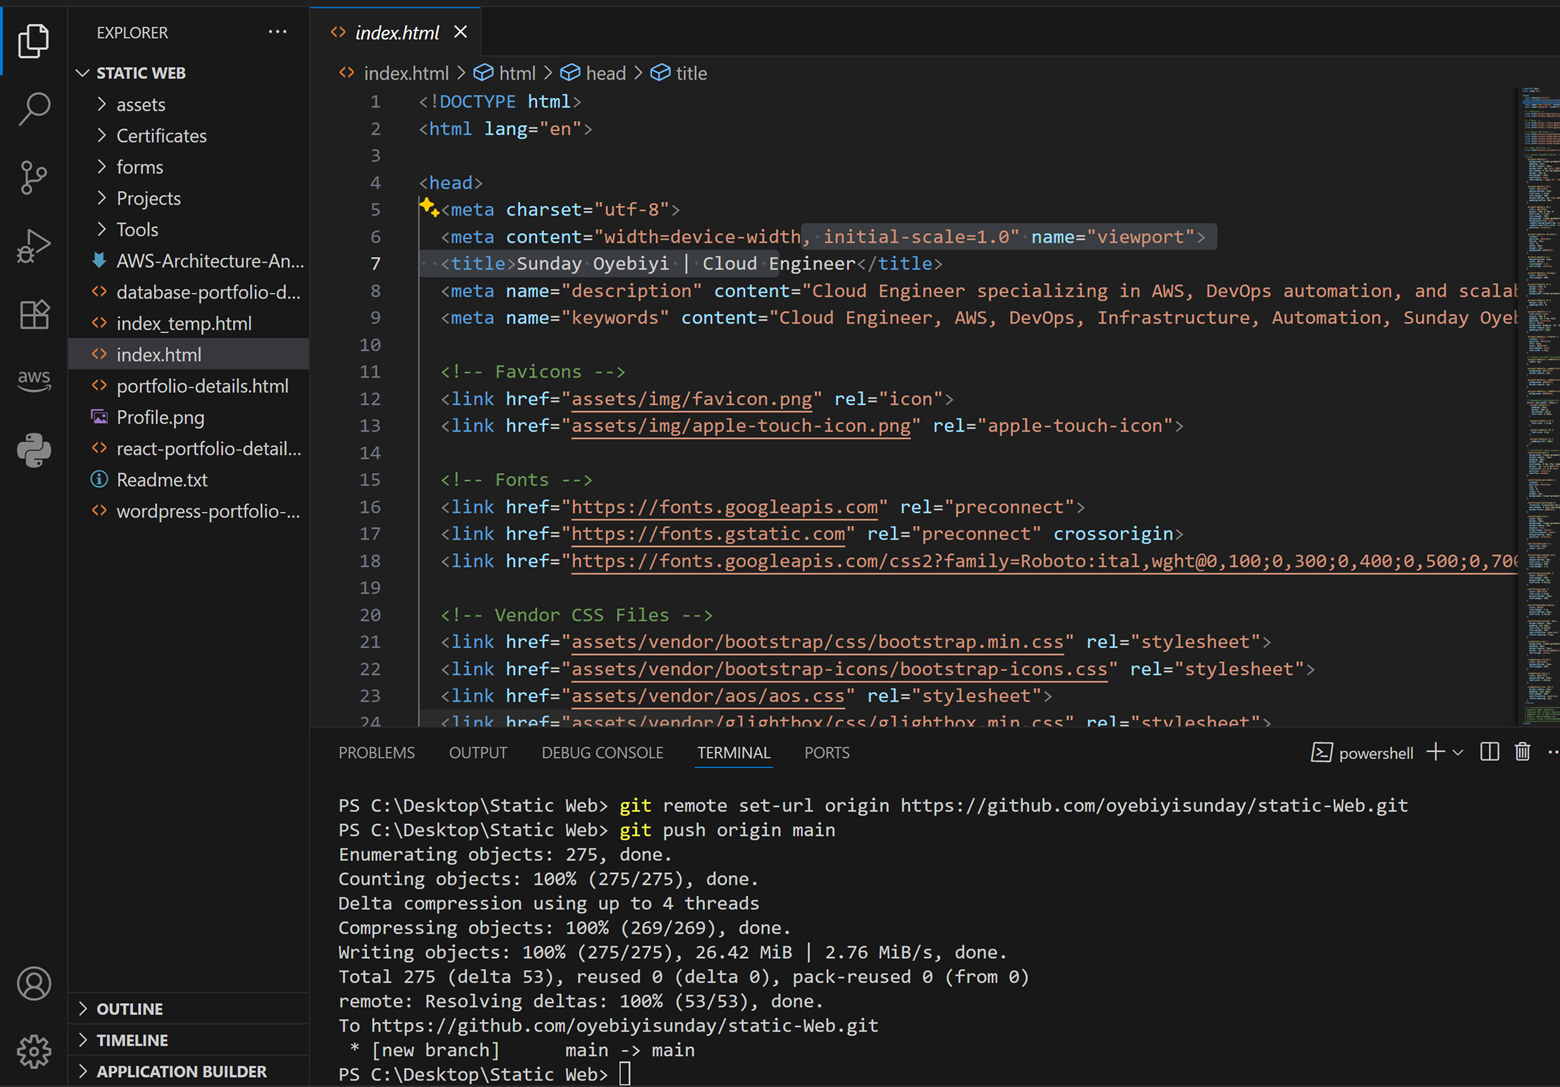 EXPLORER
STATIC WEB
assets
Certificates
forms
Projects
Tools
AWS-Architecture-An...
database-portfolio-d...
index_temp.html
index.html
portfolio-details.html
Profile.png
react-portfolio-detail...
Readme.txt
wordpress-portfolio-...
OUTLINE
TIMELINE
APPLICATION BUILDER
aws
index.html
index.html > html > head > title
1 <!DOCTYPE html>
2 <html lang="en">
3
4 <head>
5 <meta charset="utf-8">
6 <meta content="width=device-width, initial-scale=1.0" name="viewport">
7 <title>Sunday Oyebiyi | Cloud Engineer</title>
8 <meta name="description" content="Cloud Engineer specializing in AWS, DevOps automation, and scalab
9 <meta name="keywords" content="Cloud Engineer, AWS, DevOps, Infrastructure, Automation, Sunday Oyeb
10
11 <!-- Favicons -->
12 <link href="assets/img/favicon.png" rel="icon">
13 <link href="assets/img/apple-touch-icon.png" rel="apple-touch-icon">
14
15 <!-- Fonts -->
16 <link href="https://fonts.googleapis.com" rel="preconnect">
17 <link href="https://fonts.gstatic.com" rel="preconnect" crossorigin>
18 <link href="https://fonts.googleapis.com/css2?family=Roboto:ital,wght@0,100;0,300;0,400;0,500;0,700
19
20 <!-- Vendor CSS Files -->
21 <link href="assets/vendor/bootstrap/css/bootstrap.min.css" rel="stylesheet">
22 <link href="assets/vendor/bootstrap-icons/bootstrap-icons.css" rel="stylesheet">
23 <link href="assets/vendor/aos/aos.css" rel="stylesheet">
24 <link href="assets/vendor/glightbox/css/glightbox.min.css" rel="stylesheet">
PROBLEMS OUTPUT DEBUG CONSOLE TERMINAL PORTS powershell
PS C:\Desktop\Static Web> git remote set-url origin https://github.com/oyebiyisunday/static-Web.git
PS C:\Desktop\Static Web> git push origin main
Enumerating objects: 275, done.
Counting objects: 100% (275/275), done.
Delta compression using up to 4 threads
Compressing objects: 100% (269/269), done.
Writing objects: 100% (275/275), 26.42 MiB | 2.76 MiB/s, done.
Total 275 (delta 53), reused 0 (delta 0), pack-reused 0 (from 0)
remote: Resolving deltas: 100% (53/53), done.
To https://github.com/oyebiyisunday/static-Web.git
* [new branch] main -> main
PS C:\Desktop\Static Web>